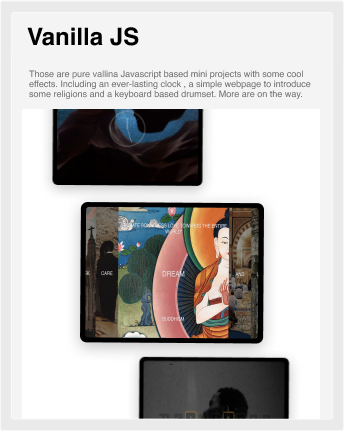 Vanilla JS
Those are pure vallina Javascript based mini projects with some cool
effects. Including an ever-lasting clock , a simple webpage to introduce
some religions and a keyboard based drumset. More are on the way.
CARE
DREAM
AND
BUDDHISM